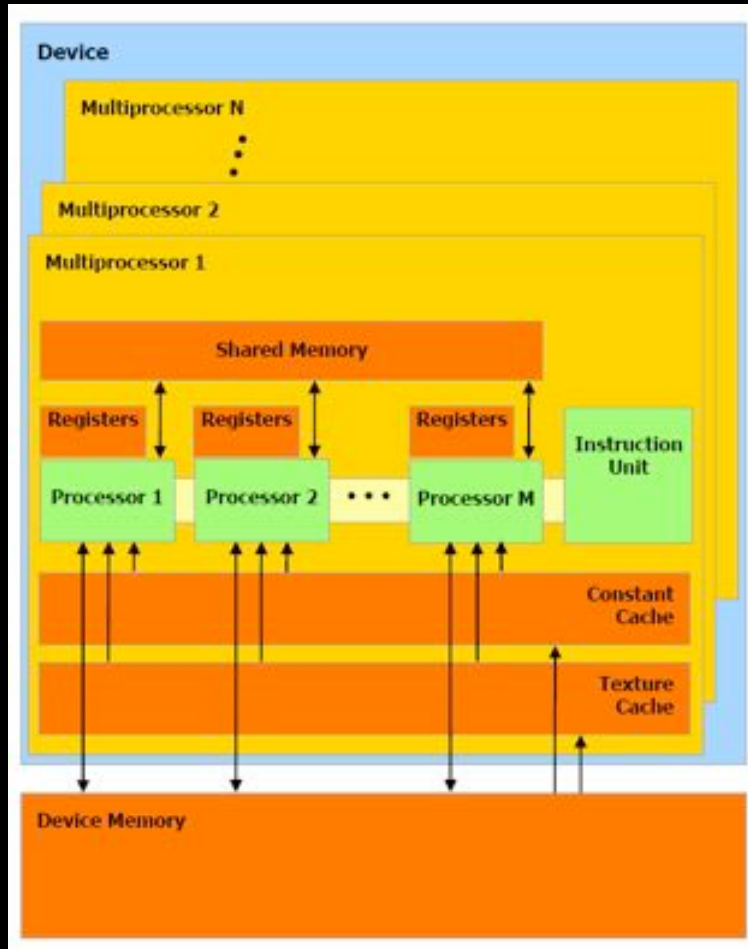 Device
Multiprocessor N
Multiprocessor 2
Multiprocessor 1
Shared Memory
Registers
Registers
Registers
Instruction
Unit
Processor 1
Processor 2
Processor M
Constant
Cache
Texture
Cache
Device Memory